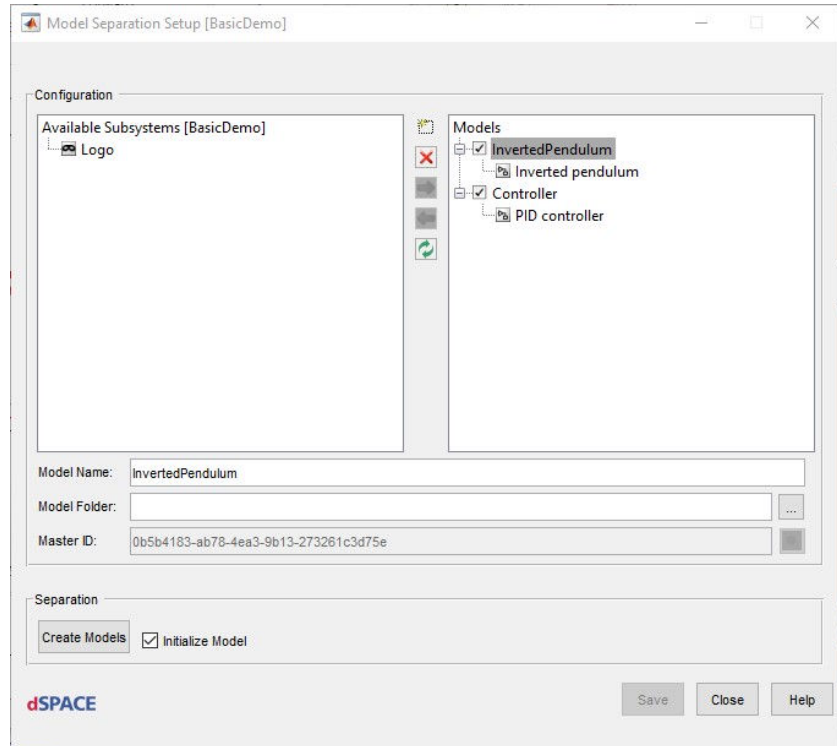 Model Separation Setup [BasicDemo]
Configuration
Available Subsystems [BasicDemo]
Logo
Models
InvertedPendulum
Inverted pendulum
Controller
PID controller
Model Name: InvertedPendulum
Model Folder: ...
Master ID: 0b5b4183-ab78-4ea3-9b13-273261c3d75e
Separation
Create Models Initialize Model
dSPACE Save Close Help